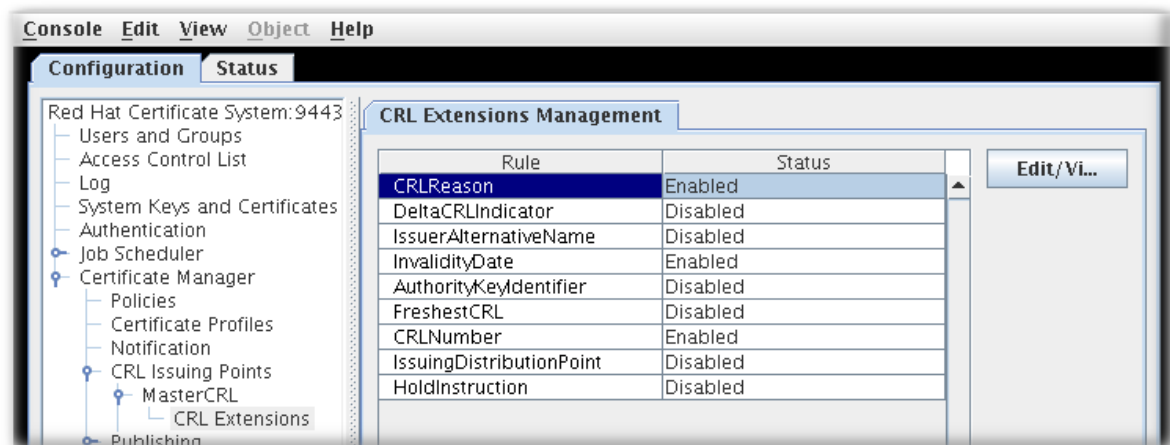 Console Edit View Object Help
Configuration Status
Red Hat Certificate System:9443
Users and Groups
Access Control List
Log
System Keys and Certificates
Authentication
Job Scheduler
Certificate Manager
Policies
Certificate Profiles
Notification
CRL Issuing Points
MasterCRL
CRL Extensions
Publishing
CRL Extensions Management
Rule Status
CRLReason Enabled
DeltaCRLIndicator Disabled
IssuerAlternativeName Disabled
InvalidityDate Enabled
AuthorityKeyIdentifier Disabled
FreshestCRL Disabled
CRLNumber Enabled
IssuingDistributionPoint Disabled
HoldInstruction Disabled
Edit/Vi...